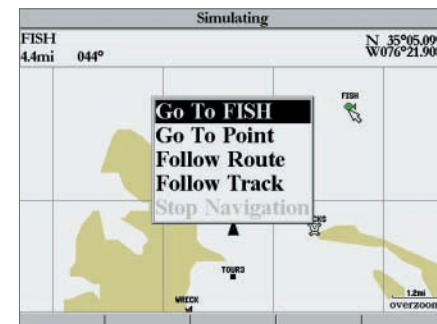 Simulating
FISH
4.4mi 044°
N 35°05.09
W076°21.90
FISH
Go To FISH
Go To Point
Follow Route
Follow Track
Stop Navigation
TOUR3
WRECK
1.2mi
overzoom